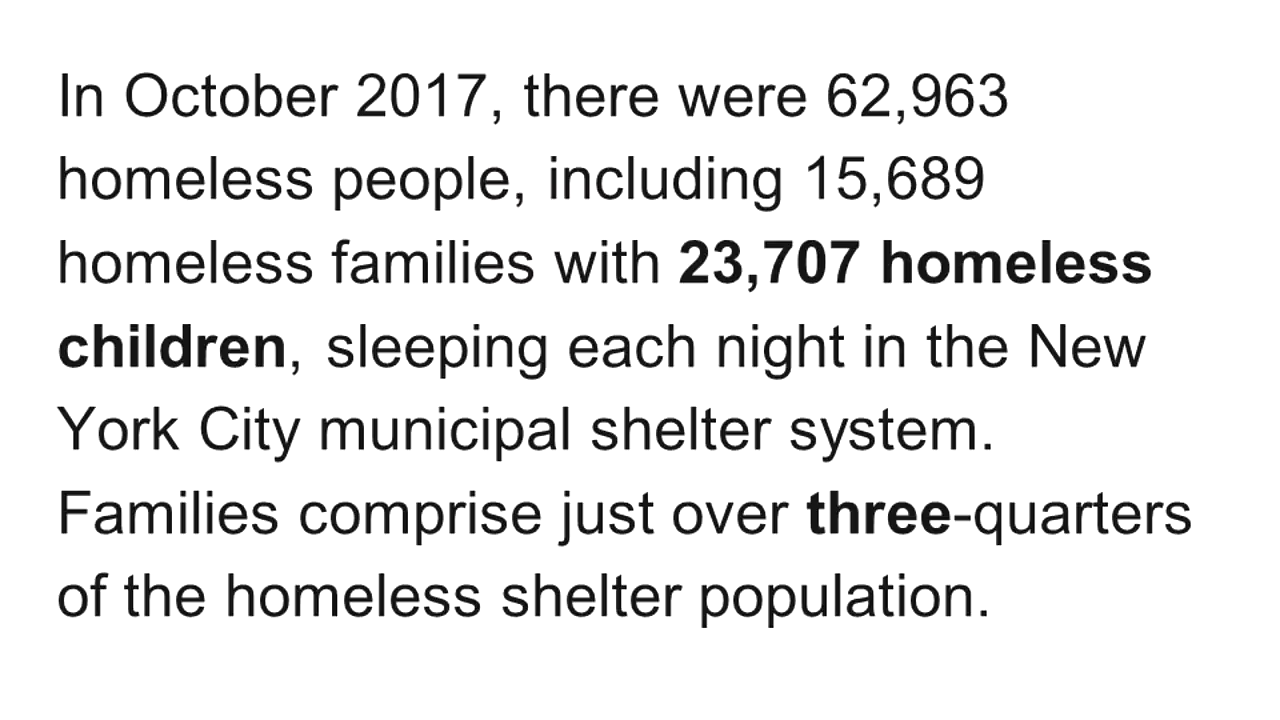 In October 2017, there were 62,963
homeless people, including 15,689
homeless families with 23,707 homeless
children, sleeping each night in the New
York City municipal shelter system.
Families comprise just over three-quarters
of the homeless shelter population.